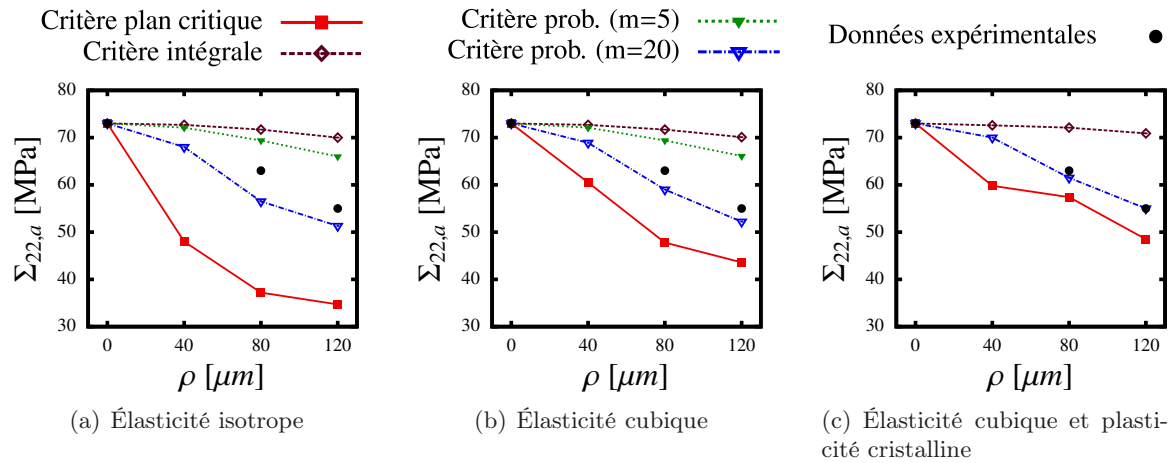 Critère plan critique
Critère intégrale
Critère prob. (m=5)
Critère prob. (m=20)
Données expérimentales
80
70
60
50
40
30
Σ22,a [MPa]
0 40 80 120
ρ [μm]
(a) Élasticité isotrope
80
70
60
50
40
30
Σ22,a [MPa]
0 40 80 120
ρ [μm]
(b) Élasticité cubique
80
70
60
50
40
30
Σ22,a [MPa]
0 40 80 120
ρ [μm]
(c) Élasticité cubique et plasti-
cité cristalline